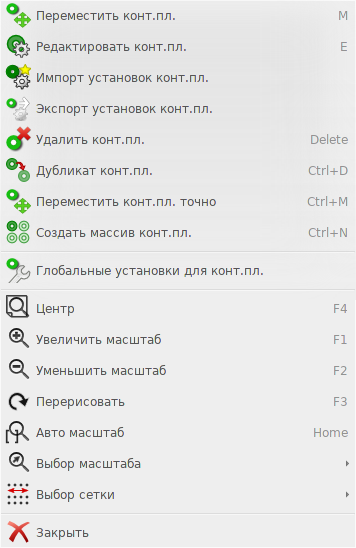 Переместить конт.пл. M
Редактировать конт.пл. E
Импорт установок конт.пл.
Экспорт установок конт.пл.
Удалить конт.пл. Delete
Дубликат конт.пл. Ctrl+D
Переместить конт.пл. точно Ctrl+M
Создать массив конт.пл. Ctrl+N
Глобальные установки для конт.пл.
Центр F4
Увеличить масштаб F1
Уменьшить масштаб F2
Перерисовать F3
Авто масштаб Home
Выбор масштаба
Выбор сетки
Закрыть